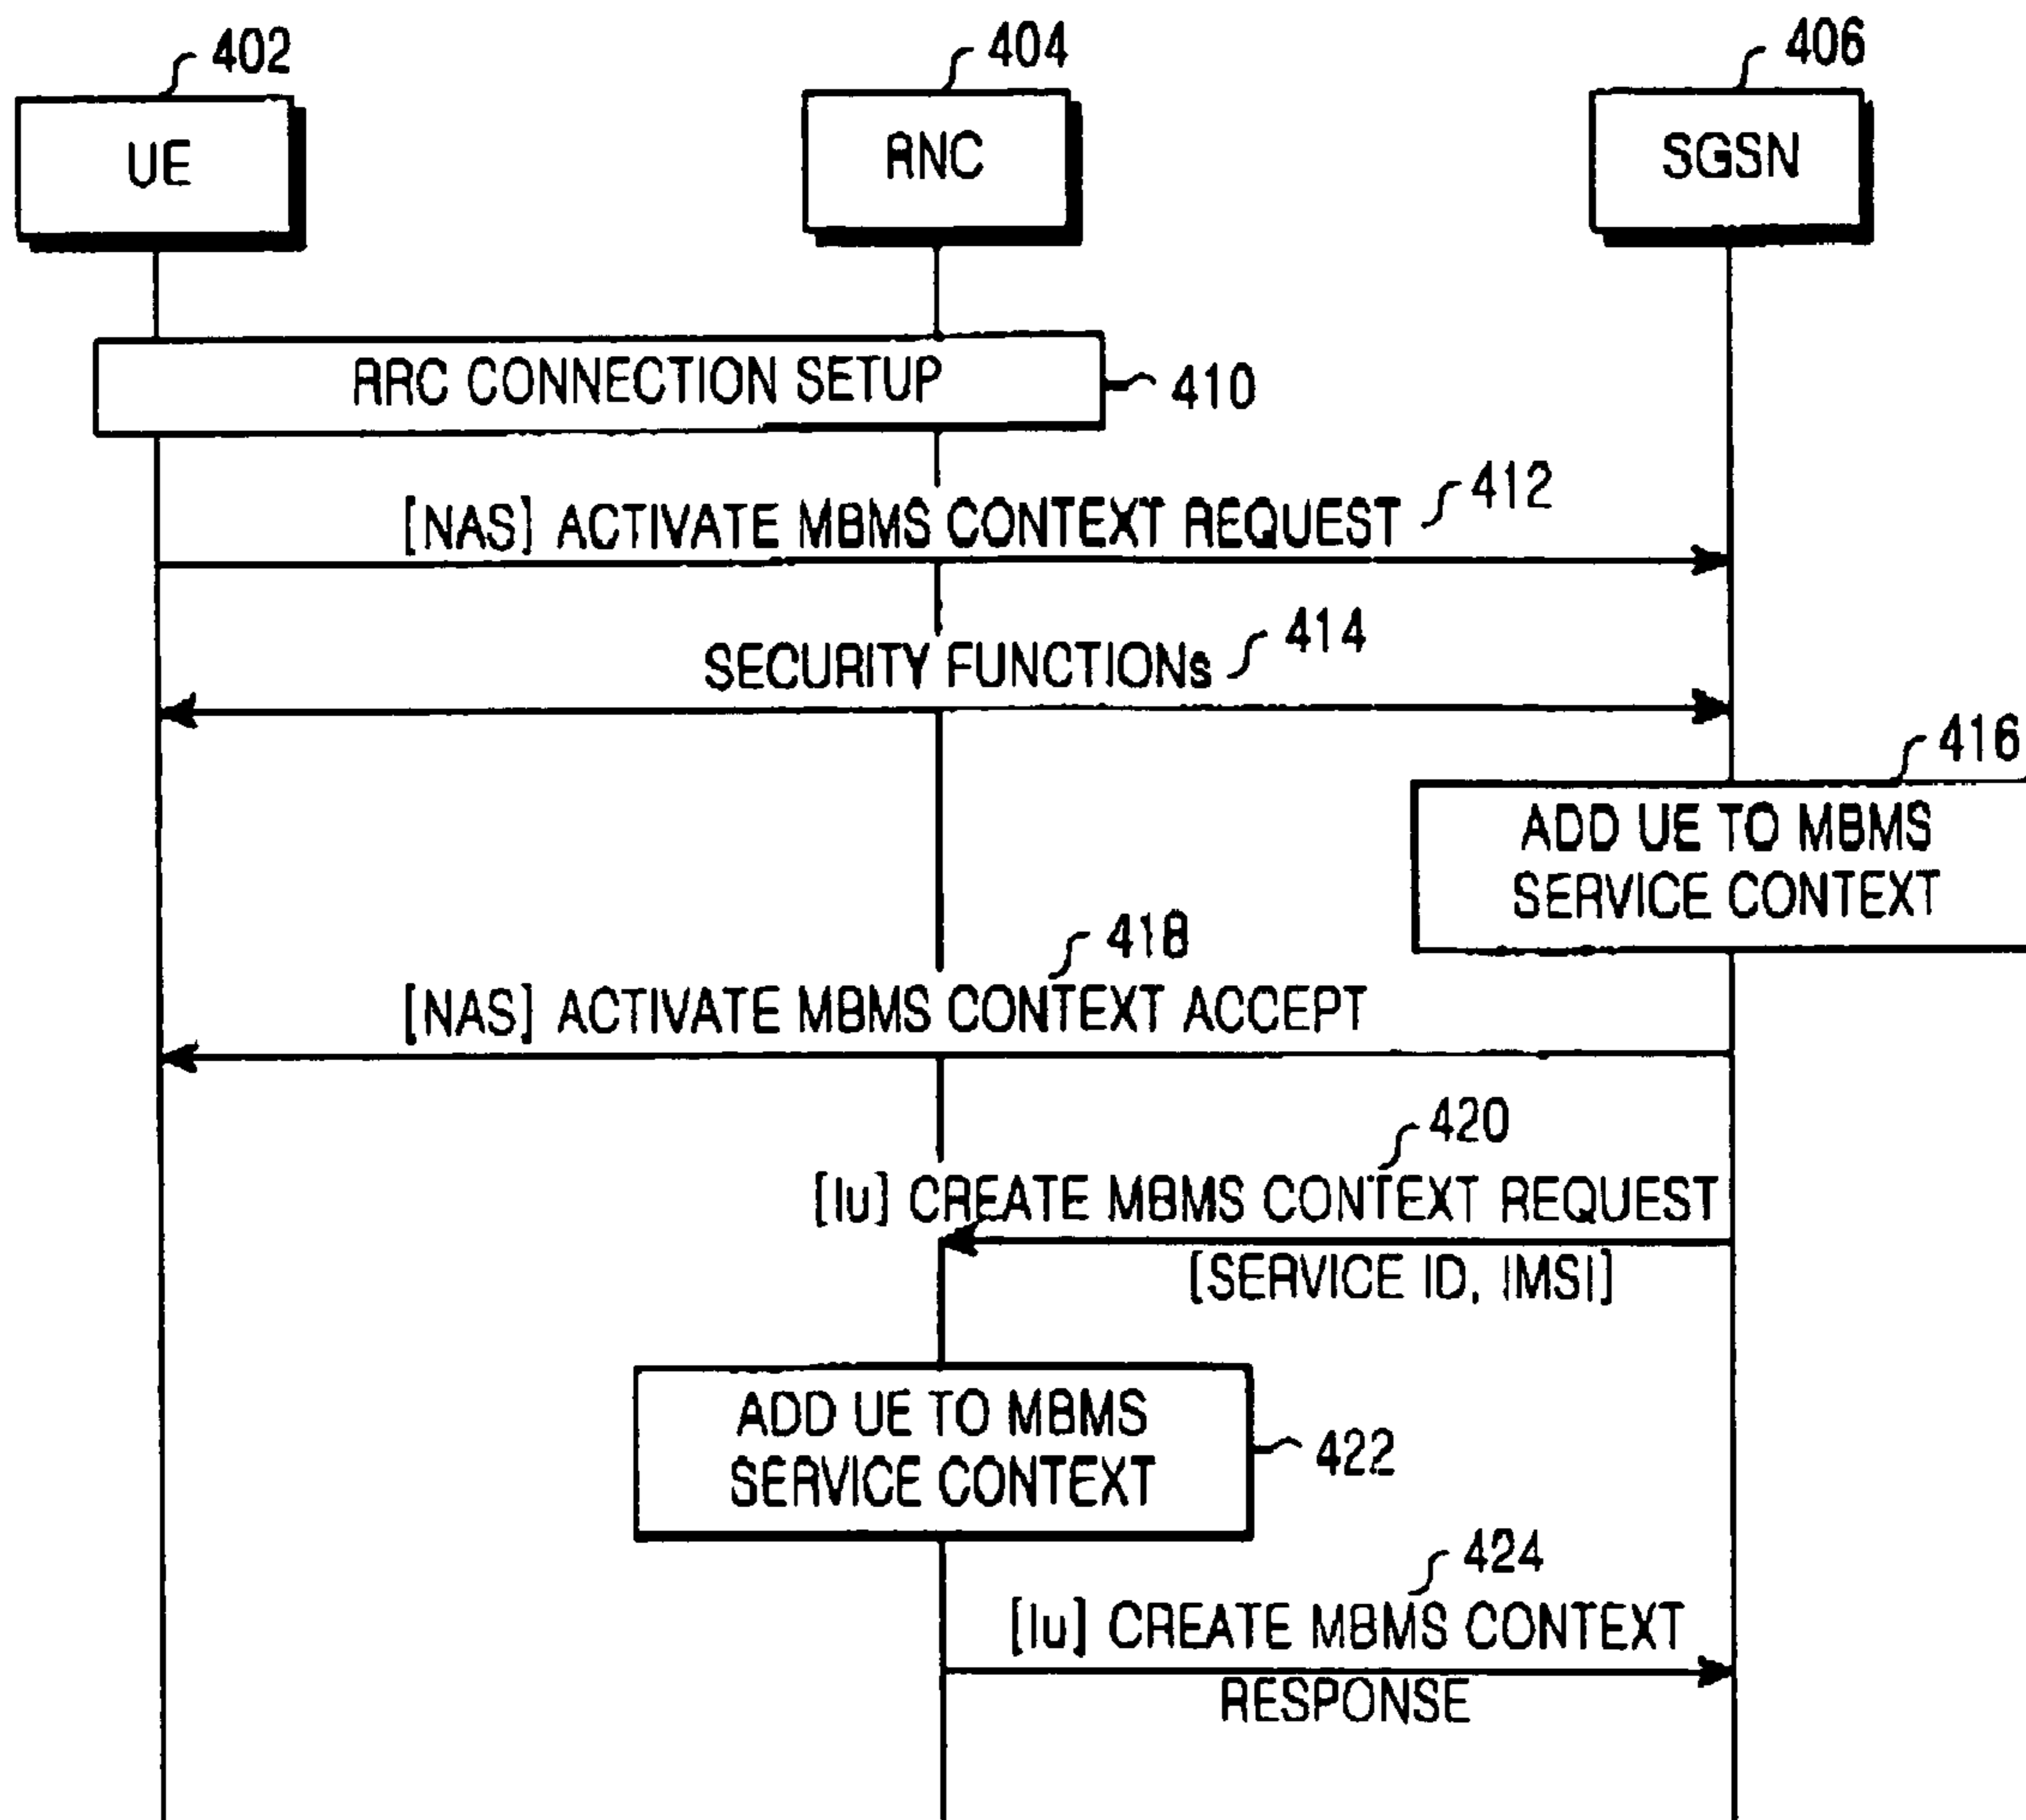 402
404
406
UE
RNC
SGSN
RRC CONNECTION SETUP
410
[NAS] ACTIVATE MBMS CONTEXT REQUEST
412
SECURITY FUNCTIONs
414
416
ADD UE TO MBMS
SERVICE CONTEXT
418
[NAS] ACTIVATE MBMS CONTEXT ACCEPT
420
[Iu] CREATE MBMS CONTEXT REQUEST
[SERVICE ID, IMSI]
ADD UE TO MBMS
SERVICE CONTEXT
422
424
[Iu] CREATE MBMS CONTEXT
RESPONSE